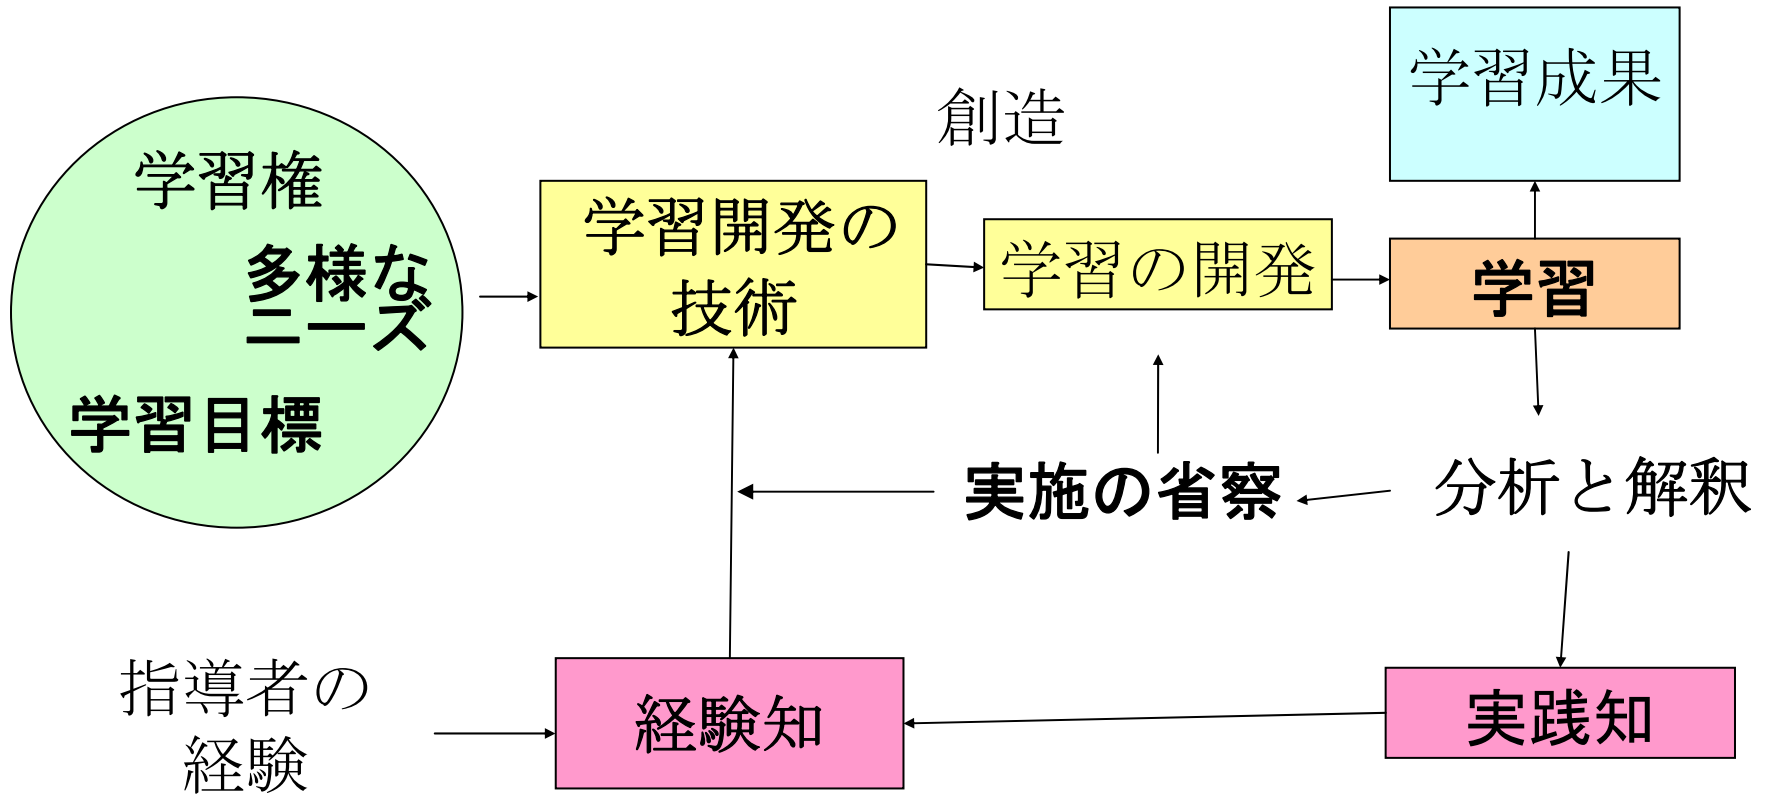 学習権
多様な
ニーズ
学習目標
創造
学習開発の
技術
学習の開発
学習成果
学習
実施の省察
分析と解釈
指導者の
経験
経験知
実践知